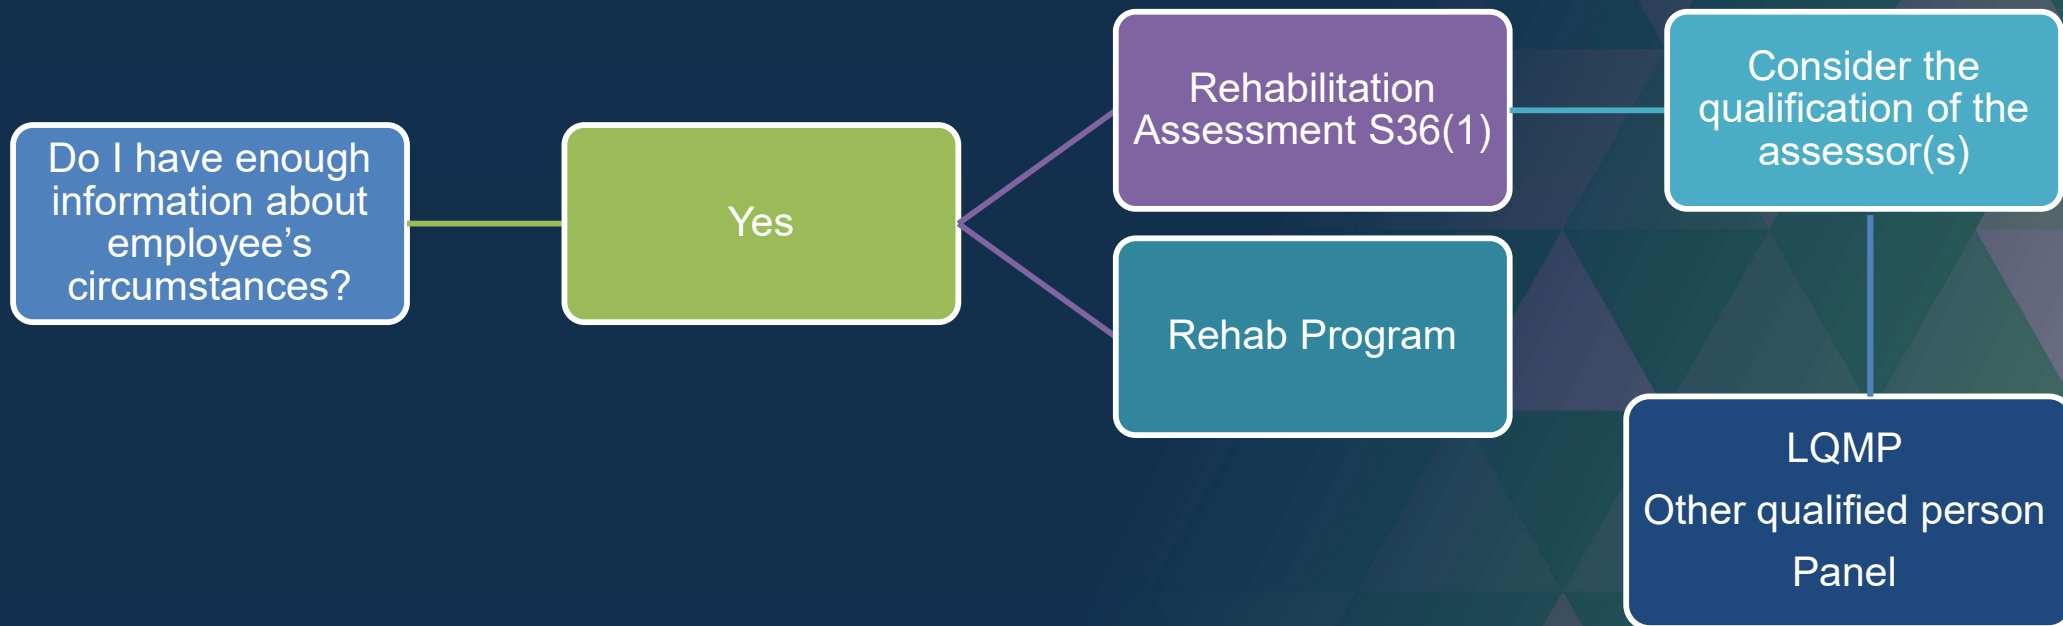 Do I have enough
information about
employee’s
circumstances?
Yes
Rehabilitation
Assessment S36(1)
Rehab Program
Consider the
qualification of the
assessor(s)
LQMP
Other qualified person
Panel